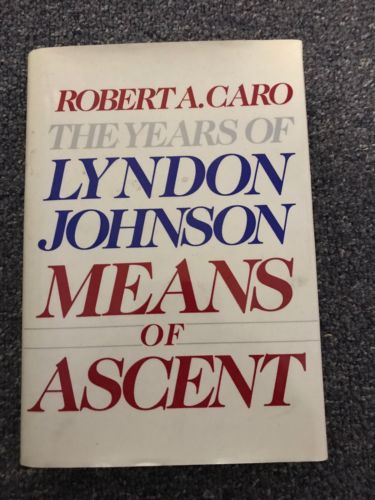 ROBERT A. CARO
THE YEARS OF
LYNDON
JOHNSON
MEANS
OF
ASCENT